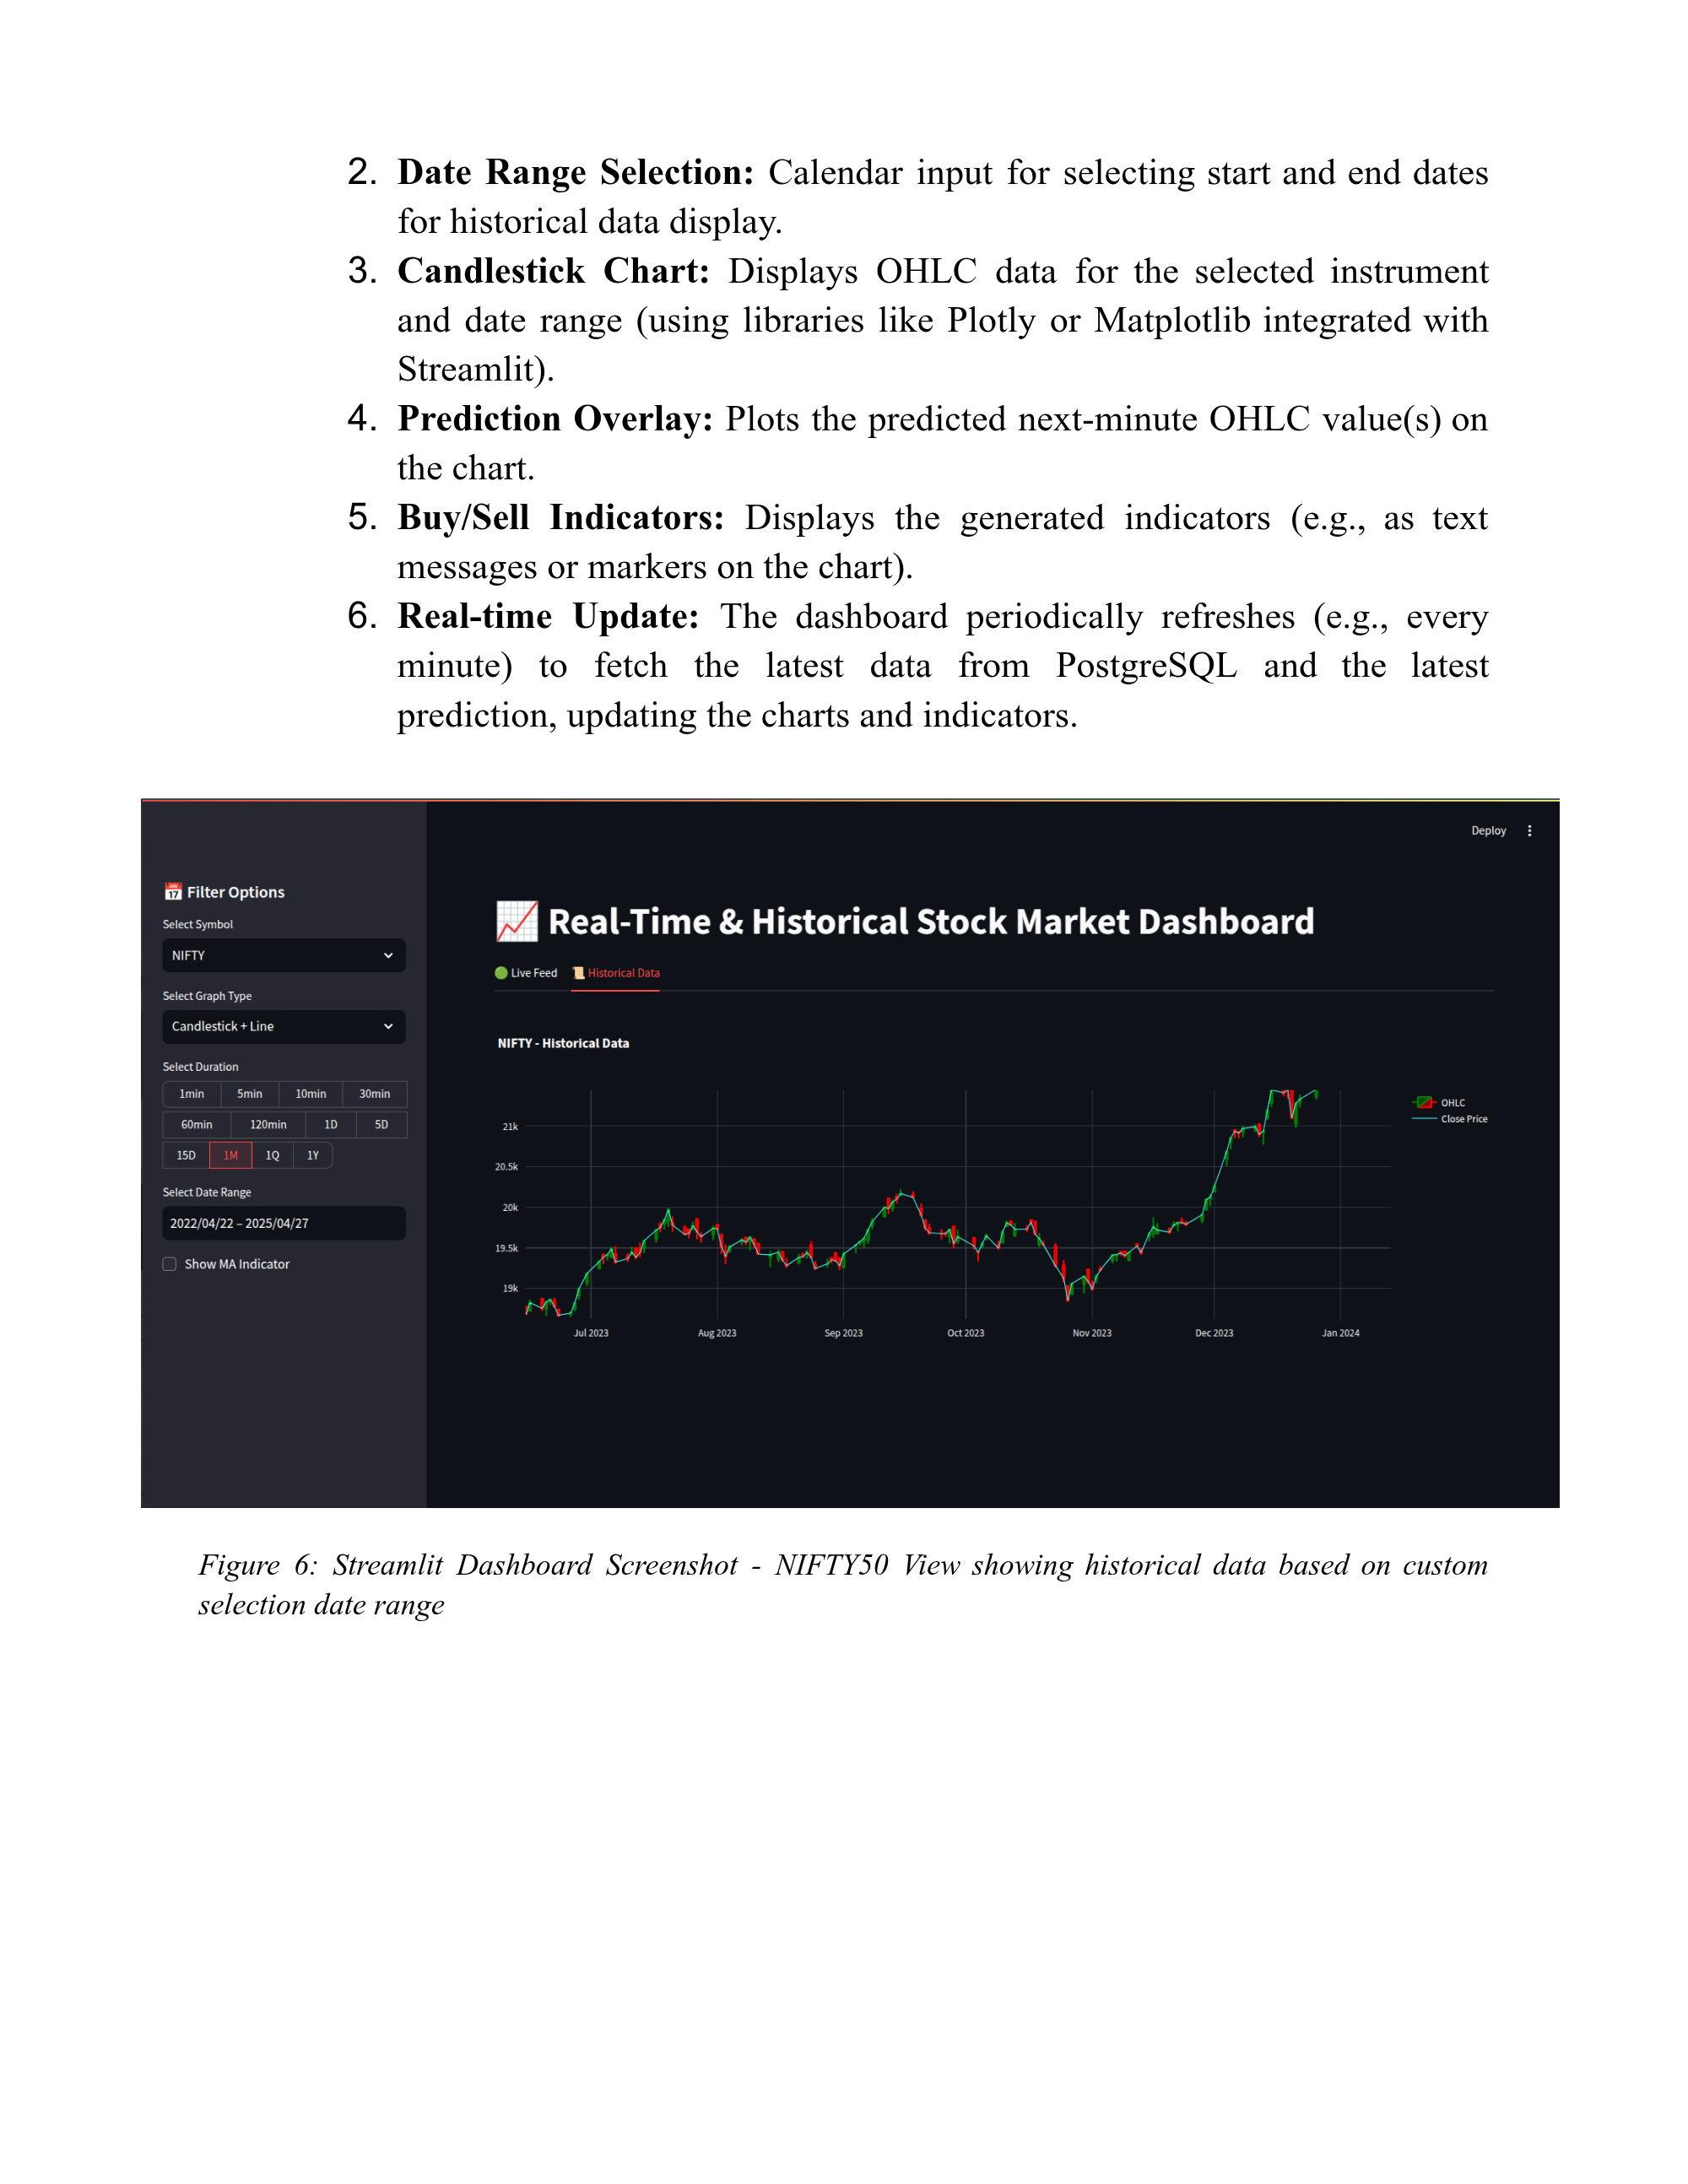 2. Date Range Selection: Calendar input for selecting start and end dates
for historical data display.
3. Candlestick Chart: Displays OHLC data for the selected instrument
and date range (using libraries like Plotly or Matplotlib integrated with
Streamlit).
4. Prediction Overlay: Plots the predicted next-minute OHLC value(s) on
the chart.
5. Buy/Sell Indicators: Displays the generated indicators (e.g., as text
messages or markers on the chart).
6. Real-time Update: The dashboard periodically refreshes (e.g., every
minute) to fetch the latest data from PostgreSQL and the latest
prediction, updating the charts and indicators.
Deploy
17 Filter Options
Select Symbol
NIFTY
Select Graph Type
Candlestick + Line
Select Duration
1min 5min 10min 30min
60min 120min 1D 5D
15D 1M 1Q 1Y
Select Date Range
2022/04/22 – 2025/04/27
Show MA Indicator
Real-Time & Historical Stock Market Dashboard
Live Feed Historical Data
NIFTY - Historical Data
OHLC
Close Price
21k
20.5k
20k
19.5k
19k
Jul 2023 Aug 2023 Sep 2023 Oct 2023 Nov 2023 Dec 2023 Jan 2024
Figure 6: Streamlit Dashboard Screenshot - NIFTY50 View showing historical data based on custom
selection date range